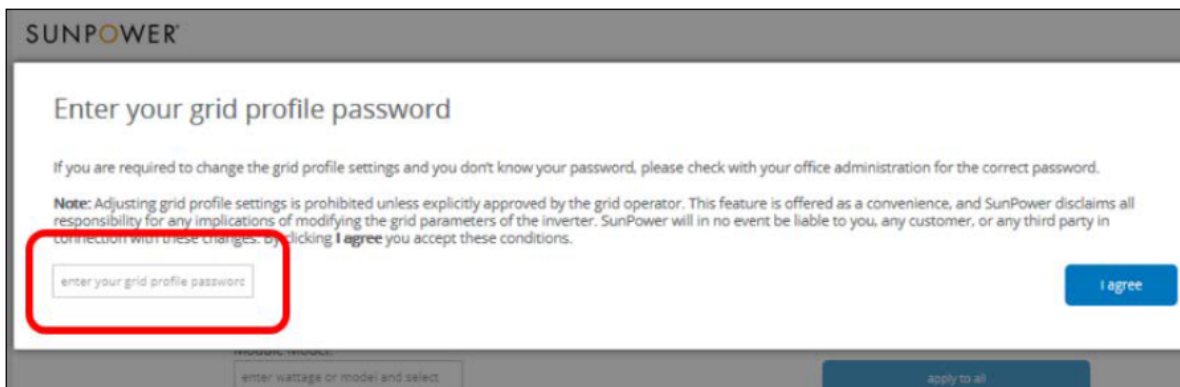 SUNPOWER®
Enter your grid profile password
If you are required to change the grid profile settings and you don't know your password, please check with your office administration for the correct password.
Note: Adjusting grid profile settings is prohibited unless explicitly approved by the grid operator. This feature is offered as a convenience, and SunPower disclaims all
responsibility for any implications of modifying the grid parameters of the inverter. SunPower will in no event be liable to you, any customer, or any third party in
connection with these changes. By clicking I agree you accept these conditions.
enter your grid profile password
I agree
Module Model:
enter wattage or model and select
apply to all